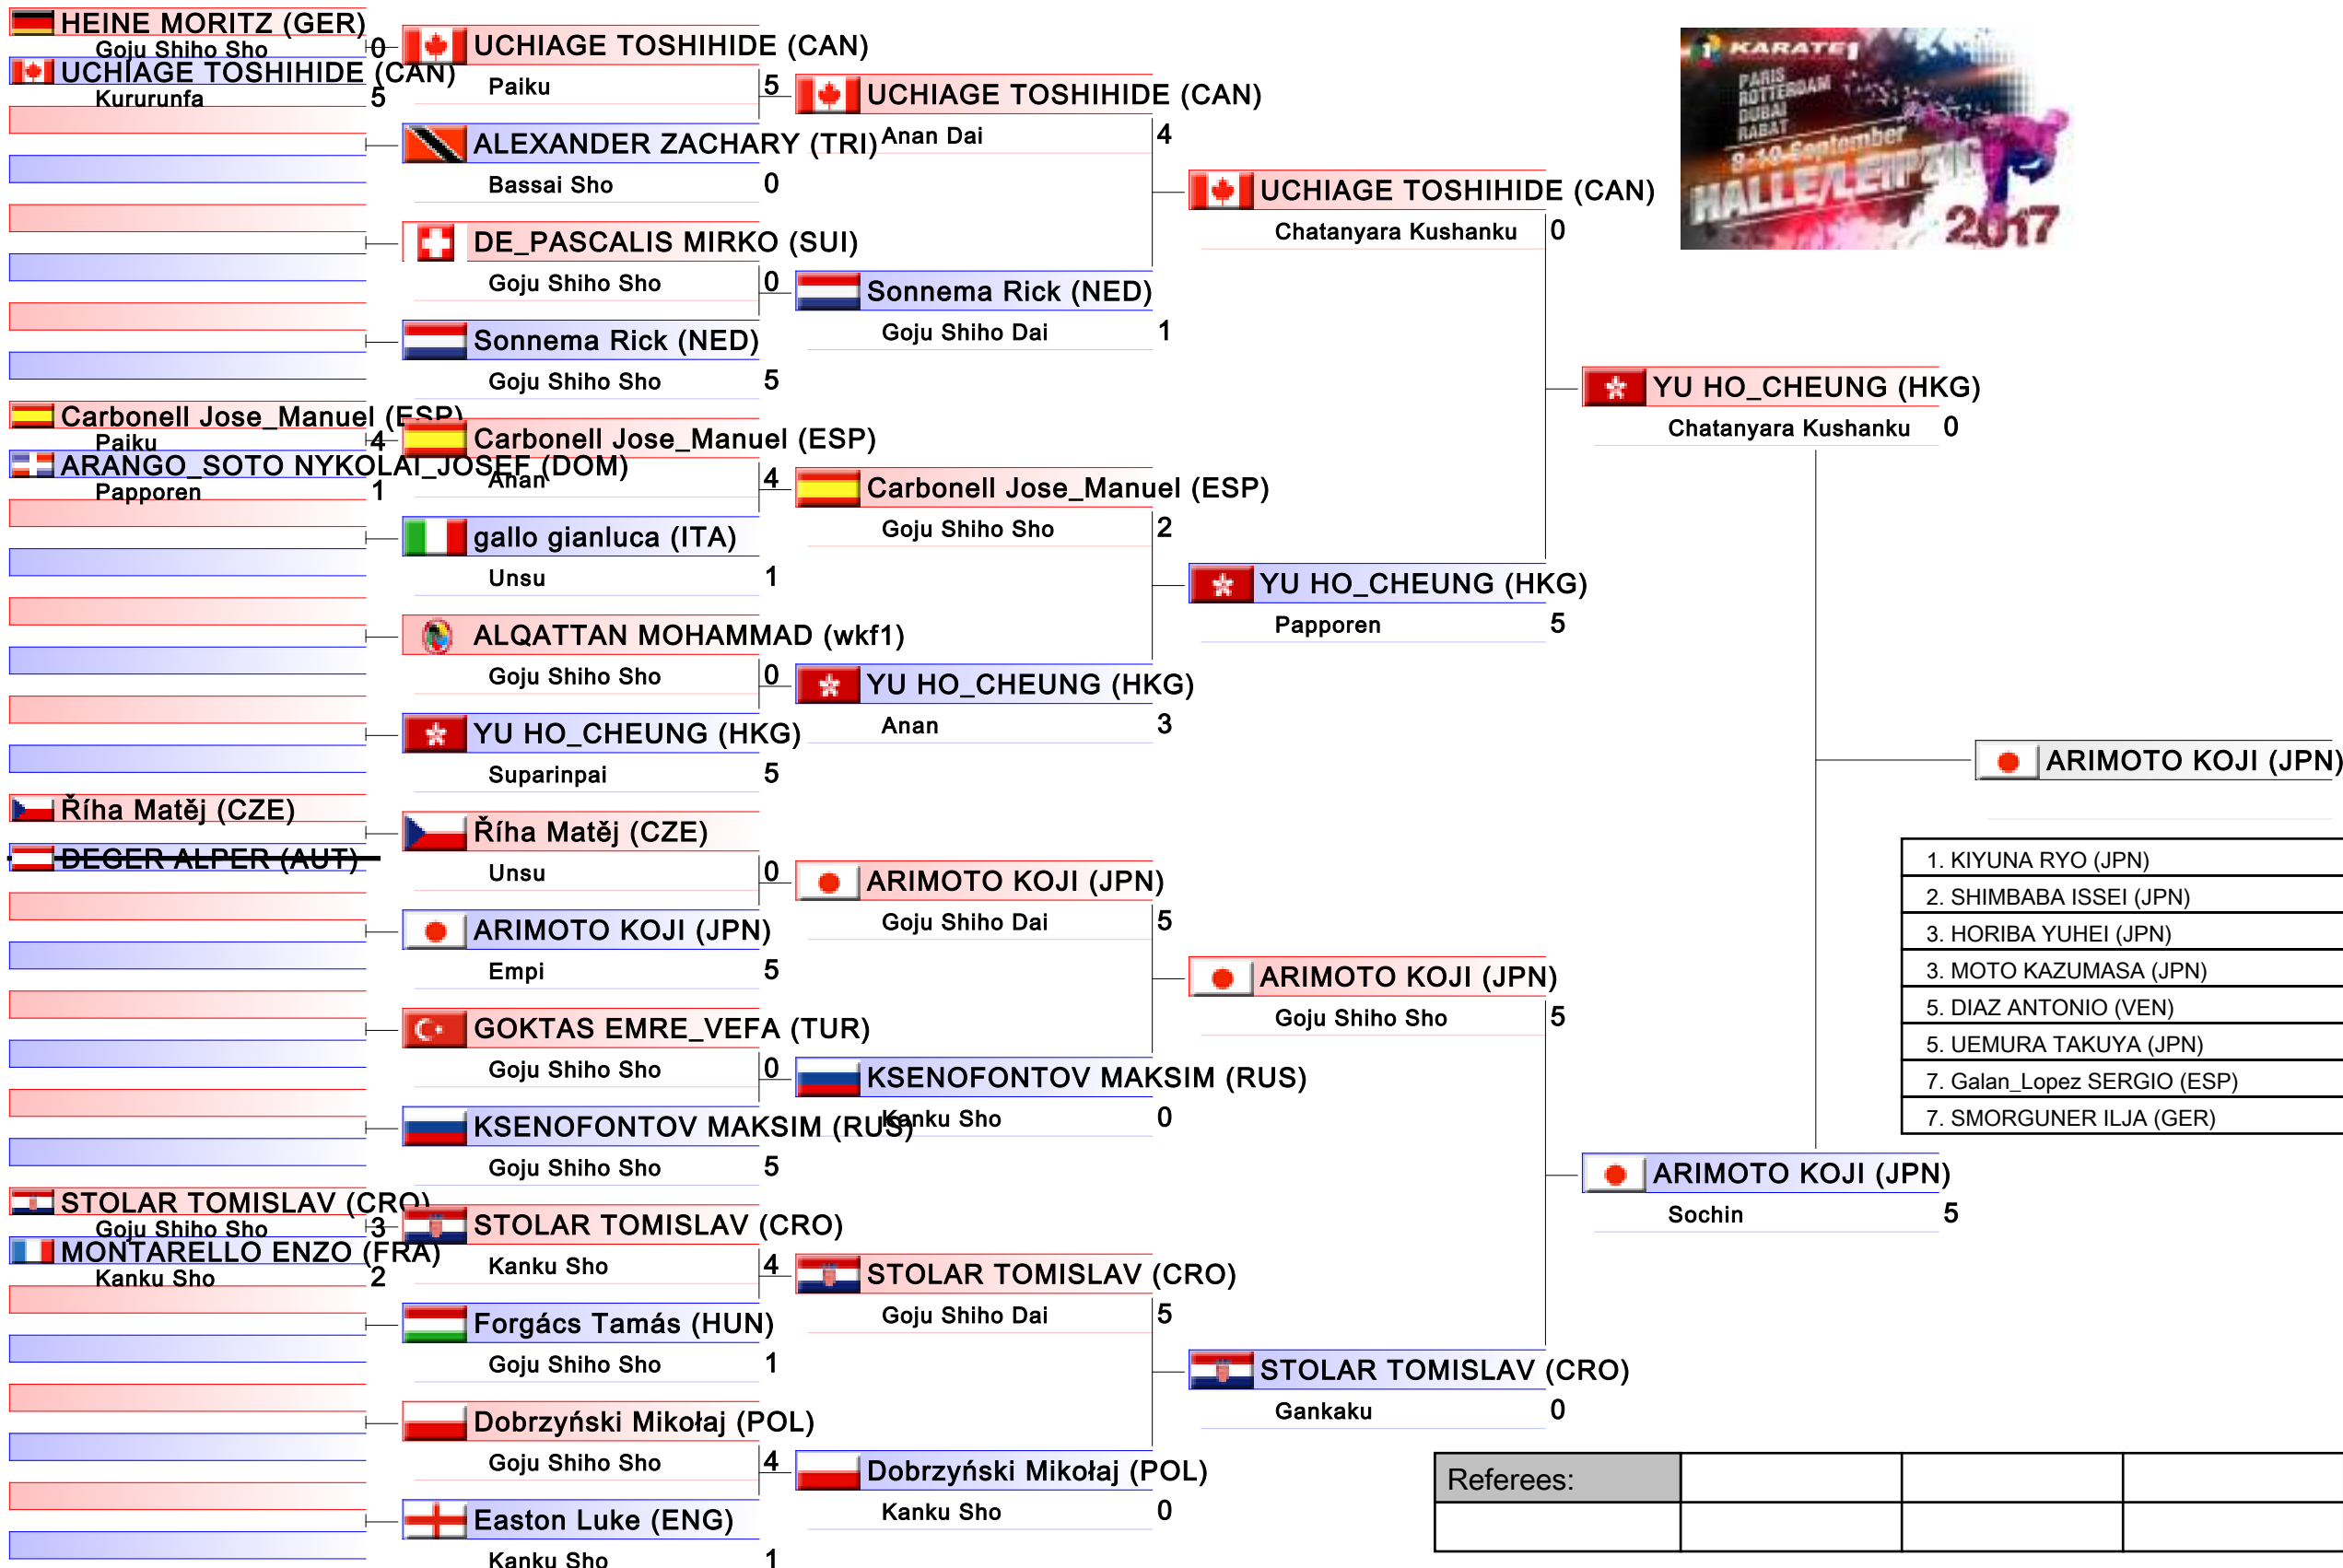 HEINE MORITZ (GER)
Goju Shiho Sho 0
UCHIAGE TOSHIHIDE (CAN)
Kururunfa 5
Carbonell Jose_Manuel (ESP)
Paiku 4
ARANGO_SOTO NYKOLAI_JOSEF (DOM)
Papporen 1
Říha Matěj (CZE)
DEGER ALPER (AUT)
STOLAR TOMISLAV (CRO)
Goju Shiho Sho 3
MONTARELLO ENZO (FRA)
Kanku Sho 2
UCHIAGE TOSHIHIDE (CAN)
Paiku 5
ALEXANDER ZACHARY (TRI)
Bassai Sho 0
DE_PASCALIS MIRKO (SUI)
Goju Shiho Sho 0
Sonnema Rick (NED)
Goju Shiho Sho 5
Carbonell Jose_Manuel (ESP)
Anan 4
gallo gianluca (ITA)
Unsu 1
ALQATTAN MOHAMMAD (wkf1)
Goju Shiho Sho 0
YU HO_CHEUNG (HKG)
Suparinpai 5
Říha Matěj (CZE)
Unsu 0
ARIMOTO KOJI (JPN)
Empi 5
GOKTAS EMRE_VEFA (TUR)
Goju Shiho Sho 0
KSENOFONTOV MAKSIM (RUS)
Goju Shiho Sho 5
STOLAR TOMISLAV (CRO)
Kanku Sho 4
Forgács Tamás (HUN)
Goju Shiho Sho 1
Dobrzyński Mikołaj (POL)
Goju Shiho Sho 4
Easton Luke (ENG)
Kanku Sho 1
UCHIAGE TOSHIHIDE (CAN)
Anan Dai 4
Sonnema Rick (NED)
Goju Shiho Dai 1
Carbonell Jose_Manuel (ESP)
Goju Shiho Sho 2
YU HO_CHEUNG (HKG)
Anan 3
ARIMOTO KOJI (JPN)
Goju Shiho Dai 5
KSENOFONTOV MAKSIM (RUS)
Kanku Sho 0
STOLAR TOMISLAV (CRO)
Goju Shiho Dai 5
Dobrzyński Mikołaj (POL)
Kanku Sho 0
UCHIAGE TOSHIHIDE (CAN)
Chatanyara Kushanku 0
YU HO_CHEUNG (HKG)
Papporen 5
ARIMOTO KOJI (JPN)
Goju Shiho Sho 5
STOLAR TOMISLAV (CRO)
Gankaku 0
YU HO_CHEUNG (HKG)
Chatanyara Kushanku 0
ARIMOTO KOJI (JPN)
Sochin 5
ARIMOTO KOJI (JPN)
1 KARATE1
PARIS
ROTTERDAM
DUBAI
RABAT
8-10 September
HALLE/LEIPZIG
2017
1. KIYUNA RYO (JPN)
2. SHIMBABA ISSEI (JPN)
3. HORIBA YUHEI (JPN)
3. MOTO KAZUMASA (JPN)
5. DIAZ ANTONIO (VEN)
5. UEMURA TAKUYA (JPN)
7. Galan_Lopez SERGIO (ESP)
7. SMORGUNER ILJA (GER)
Referees: